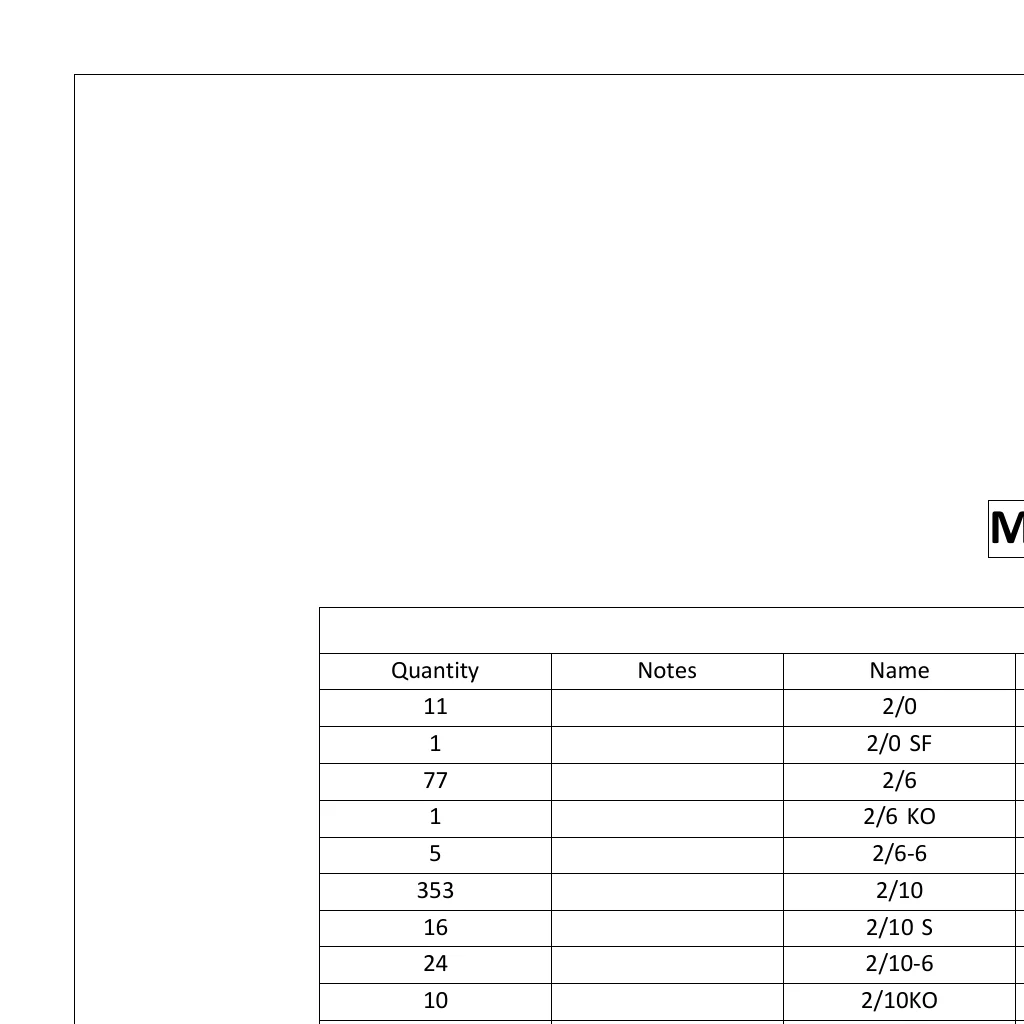 M
Quantity Notes Name
11 2/0
1 2/0 SF
77 2/6
1 2/6 KO
5 2/6-6
353 2/10
16 2/10 S
24 2/10-6
10 2/10KO